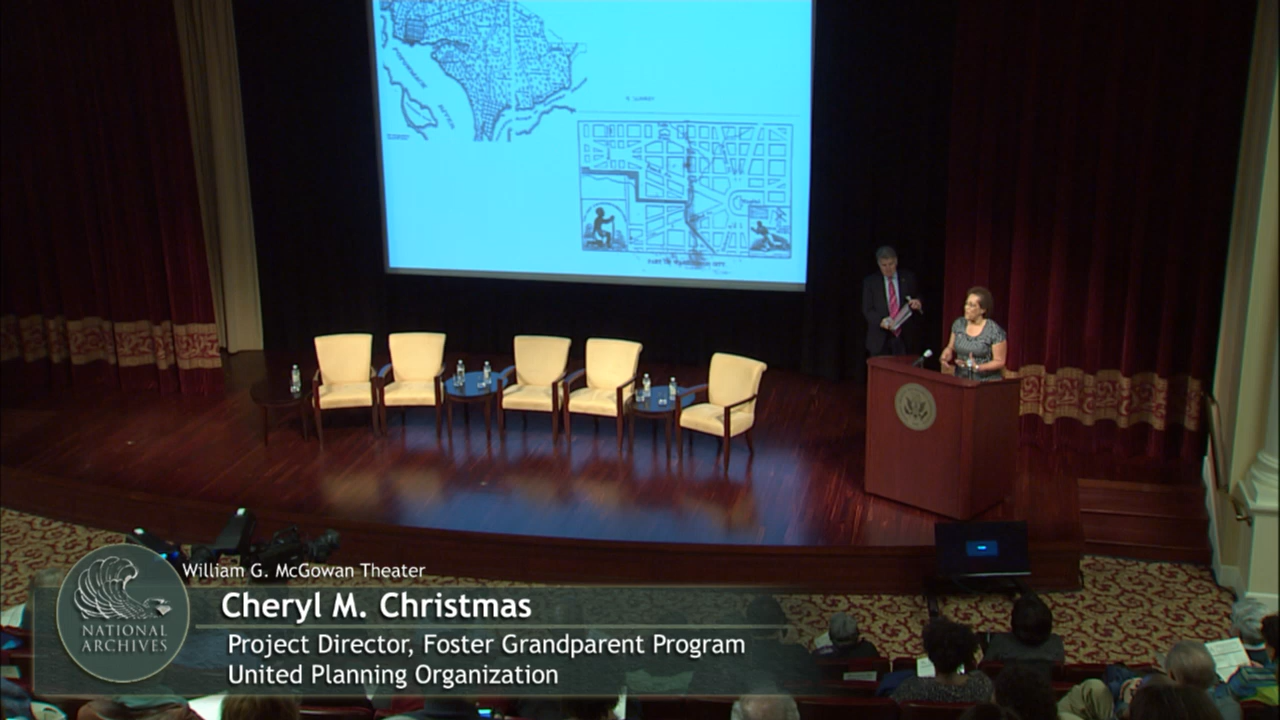 William G. McGowan Theater
Cheryl M. Christmas
NATIONAL
ARCHIVES
Project Director, Foster Grandparent Program
United Planning Organization